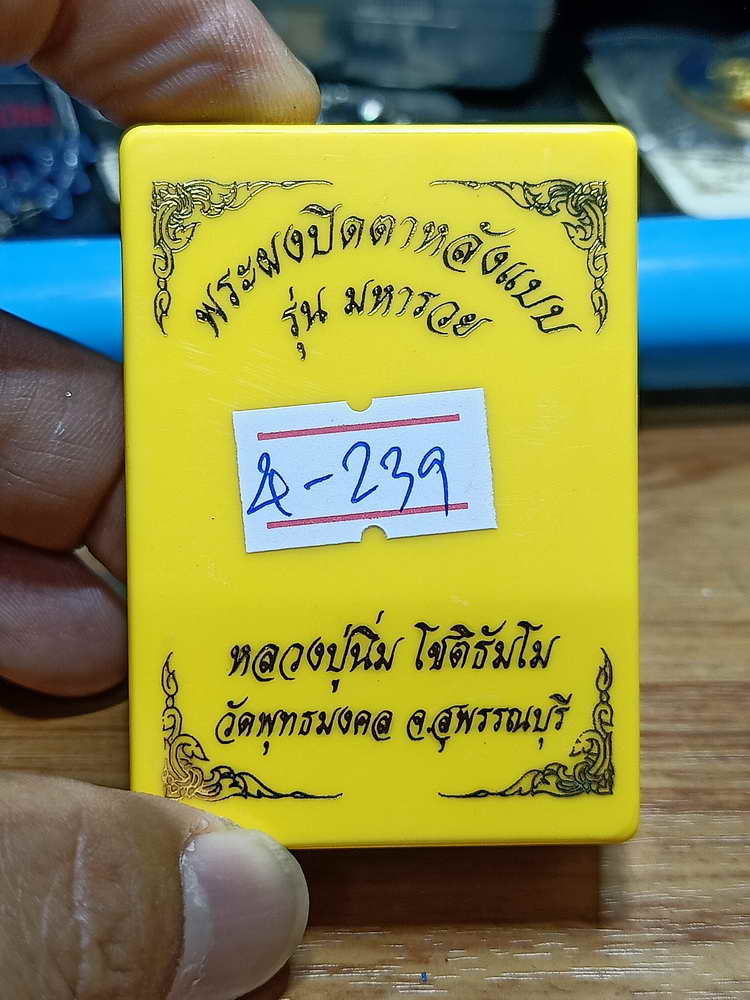 พระผงปิดตาหลังแบบ
รุ่น มหารวย
-239
หลวงปู่นิ่ม โชติธัมโม
วัดพุทธมงคล จ.สุพรรณบุรี